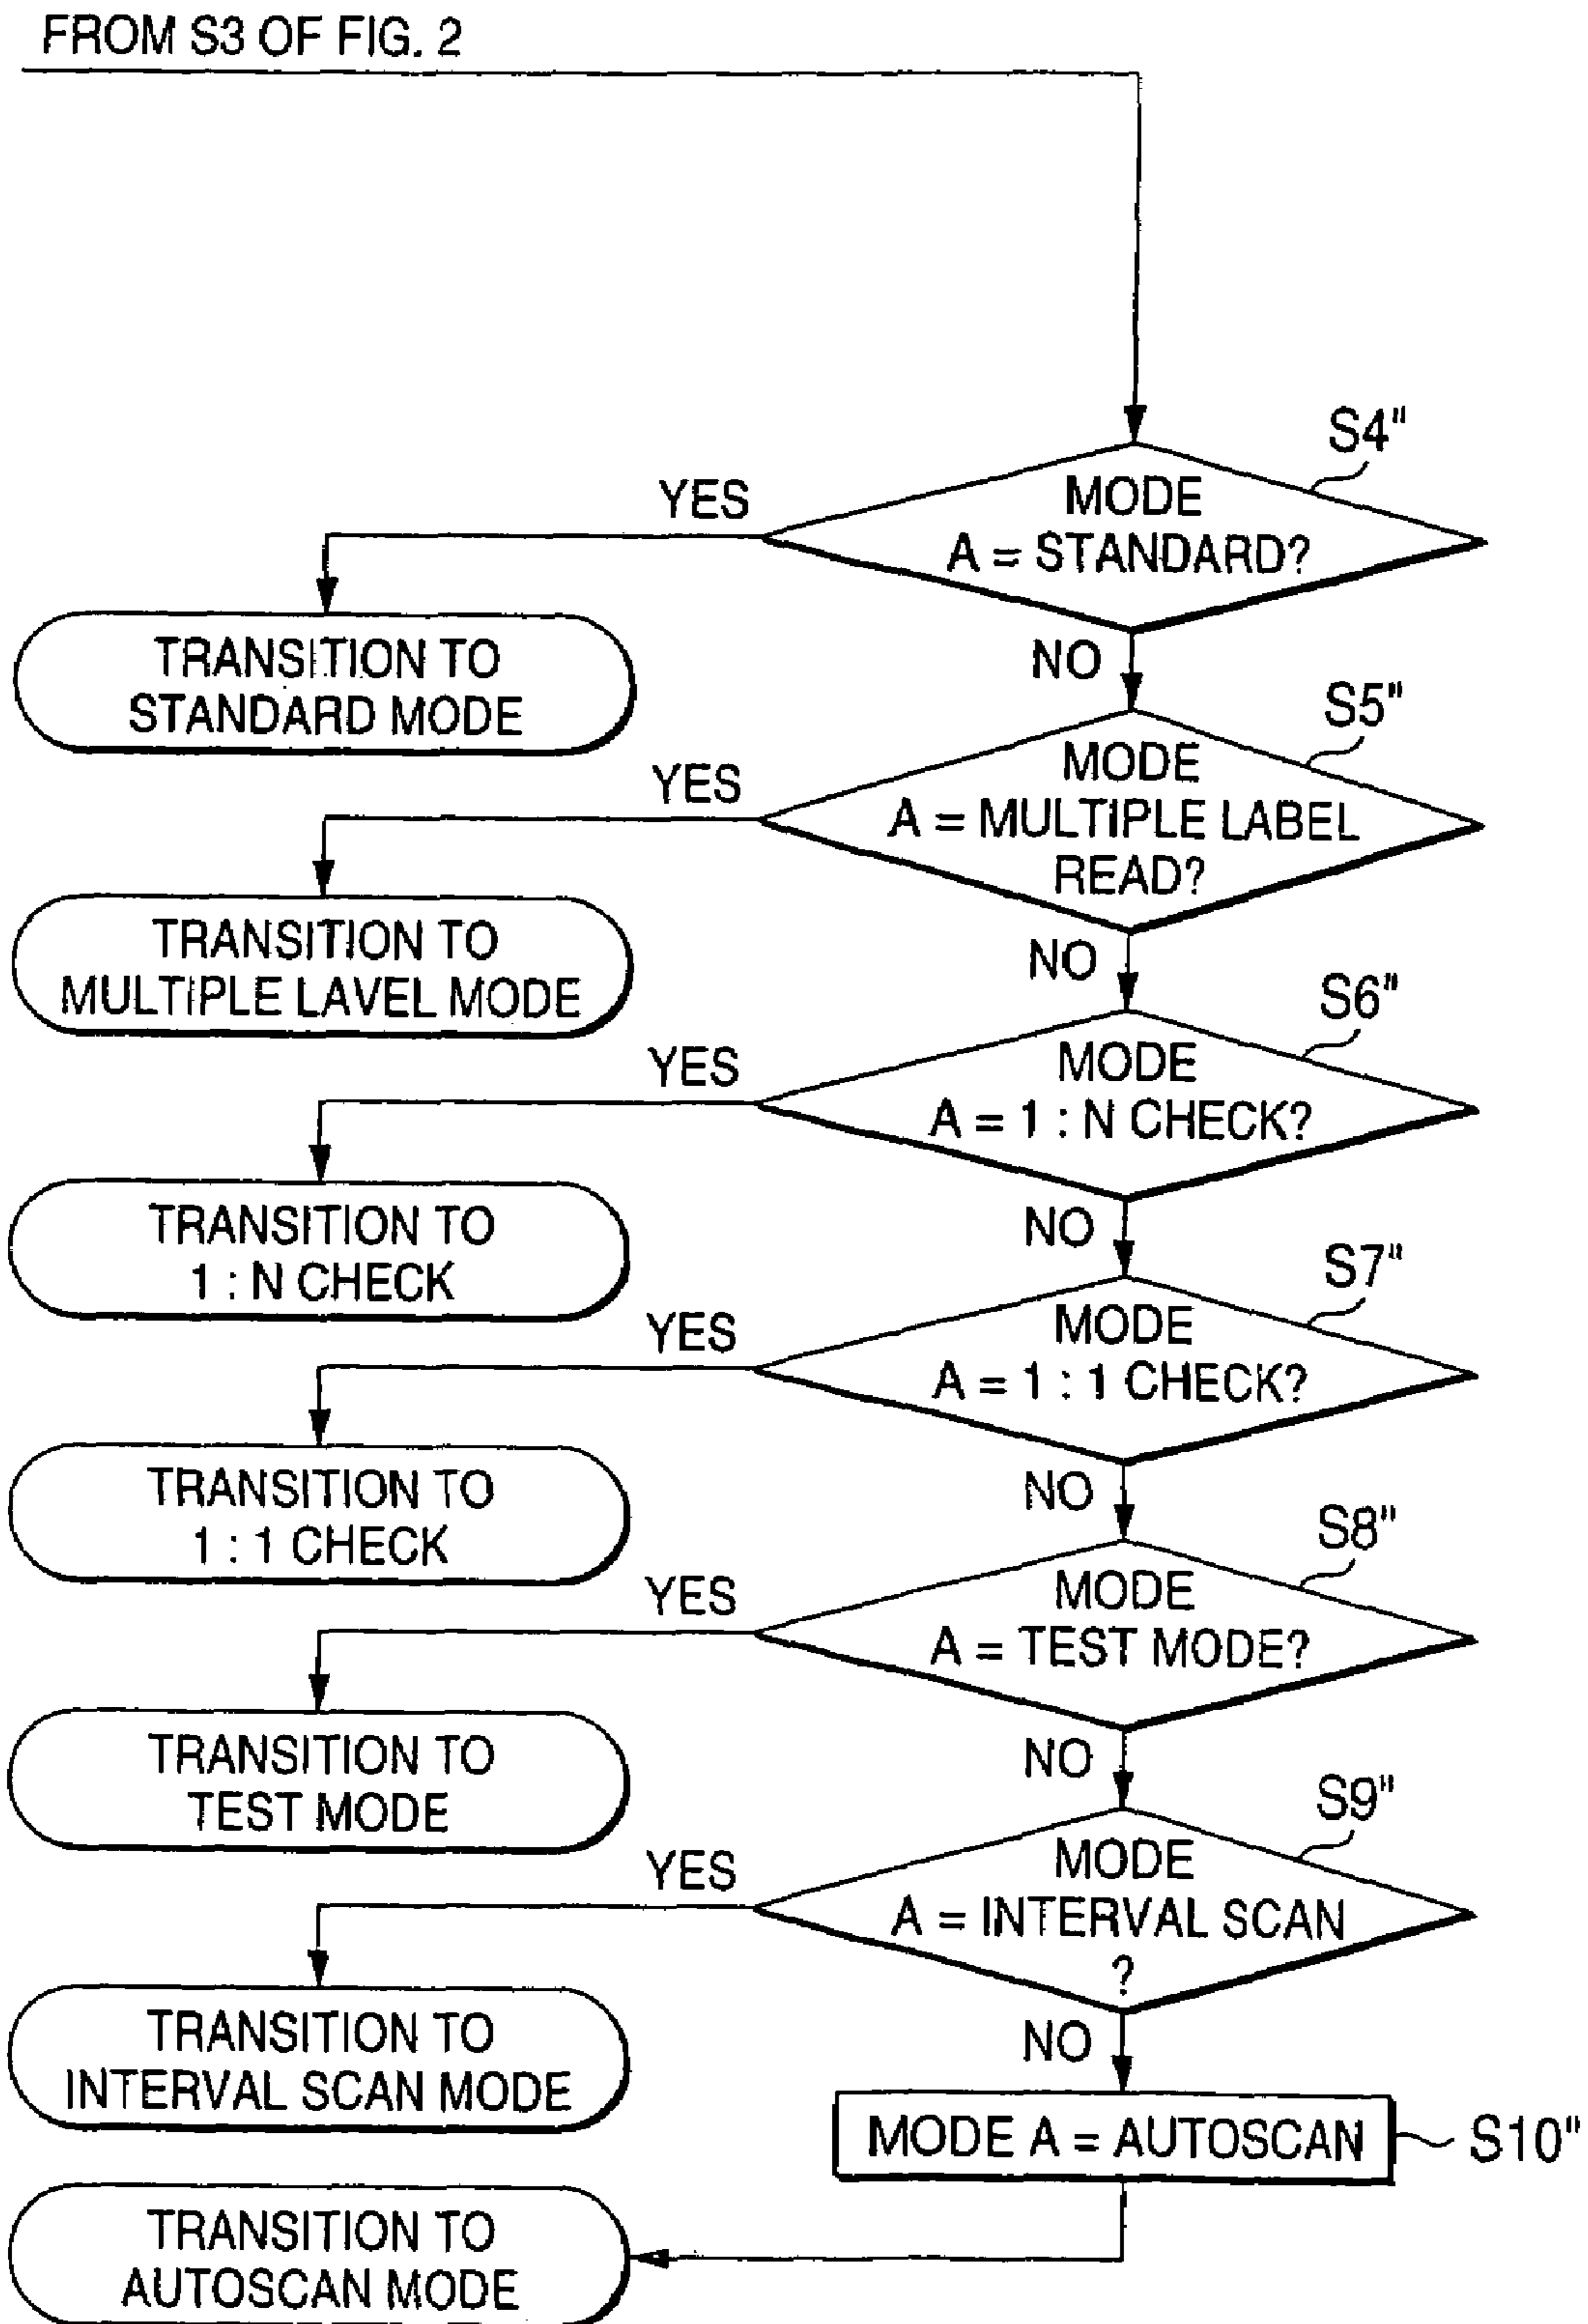 FROM S3 OF FIG. 2
S4"
MODE
A = STANDARD?
YES
NO
TRANSITION TO
STANDARD MODE
S5"
MODE
A = MULTIPLE LABEL
READ?
YES
NO
TRANSITION TO
MULTIPLE LAVEL MODE
S6"
MODE
A = 1 : N CHECK?
YES
NO
TRANSITION TO
1 : N CHECK
S7"
MODE
A = 1 : 1 CHECK?
YES
NO
TRANSITION TO
1 : 1 CHECK
S8"
MODE
A = TEST MODE?
YES
NO
TRANSITION TO
TEST MODE
S9"
MODE
A = INTERVAL SCAN
?
YES
NO
TRANSITION TO
INTERVAL SCAN MODE
MODE A = AUTOSCAN
S10"
TRANSITION TO
AUTOSCAN MODE